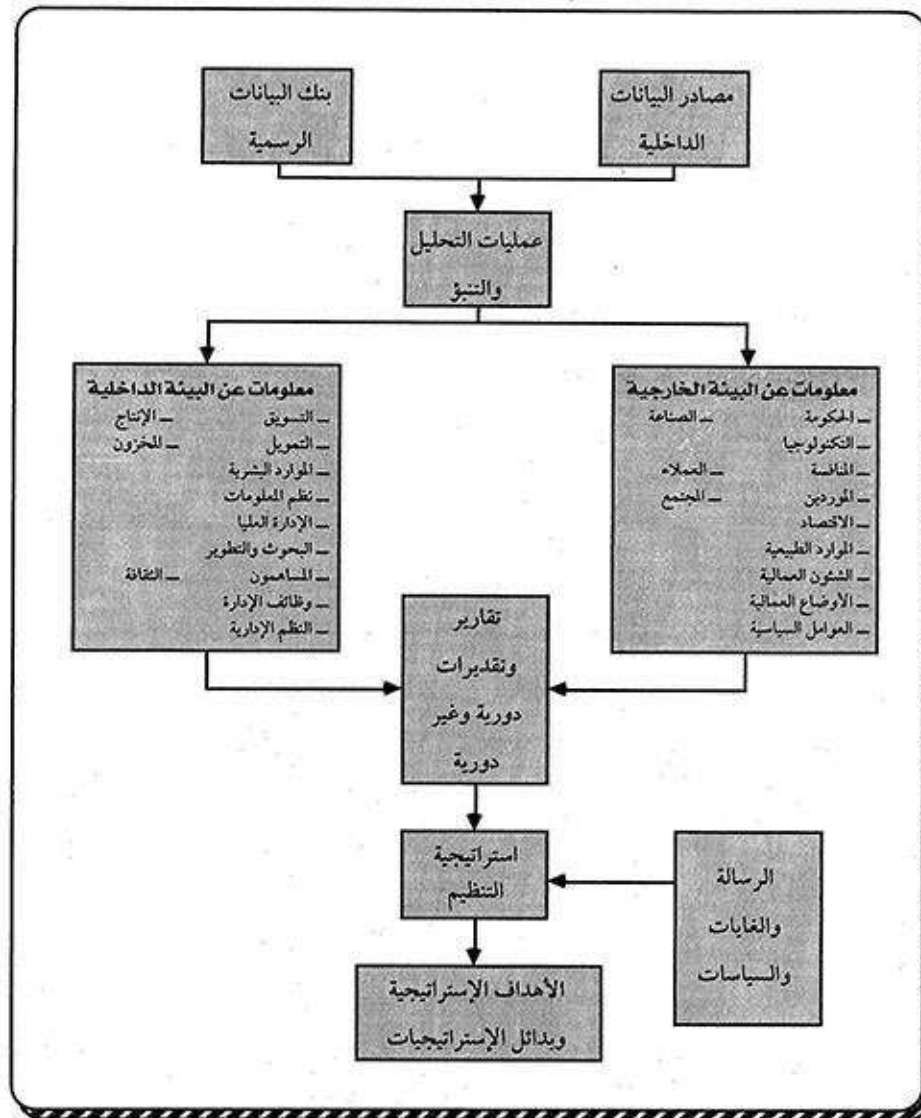 مصادر البيانات
الداخلية
بنك البيانات
الرسمية
عمليات التحليل
والتنبؤ
معلومات عن البيئة الخارجية
ـ الحكومة ـ الصناعة
ـ التكنولوجيا
ـ المنافسة ـ العملاء
ـ الموردين ـ المجتمع
ـ الاقتصاد
ـ الموارد الطبيعية
ـ الشئون العمالية
ـ الأوضاع العمالية
ـ العوامل السياسية
معلومات عن البيئة الداخلية
ـ التسويق ـ الإنتاج
ـ التمويل ـ المخزون
ـ الموارد البشرية
ـ نظم المعلومات
ـ الإدارة العليا
ـ البحوث والتطوير
ـ المساهمون ـ الثقافة
ـ وظائف الإدارة
ـ النظم الإدارية
تقارير
وتقديرات
دورية وغير
دورية
استراتيجية
التنظيم
الرسالة
والغايات
والسياسات
الأهداف الإستراتيجية
وبدائل الإستراتيجيات